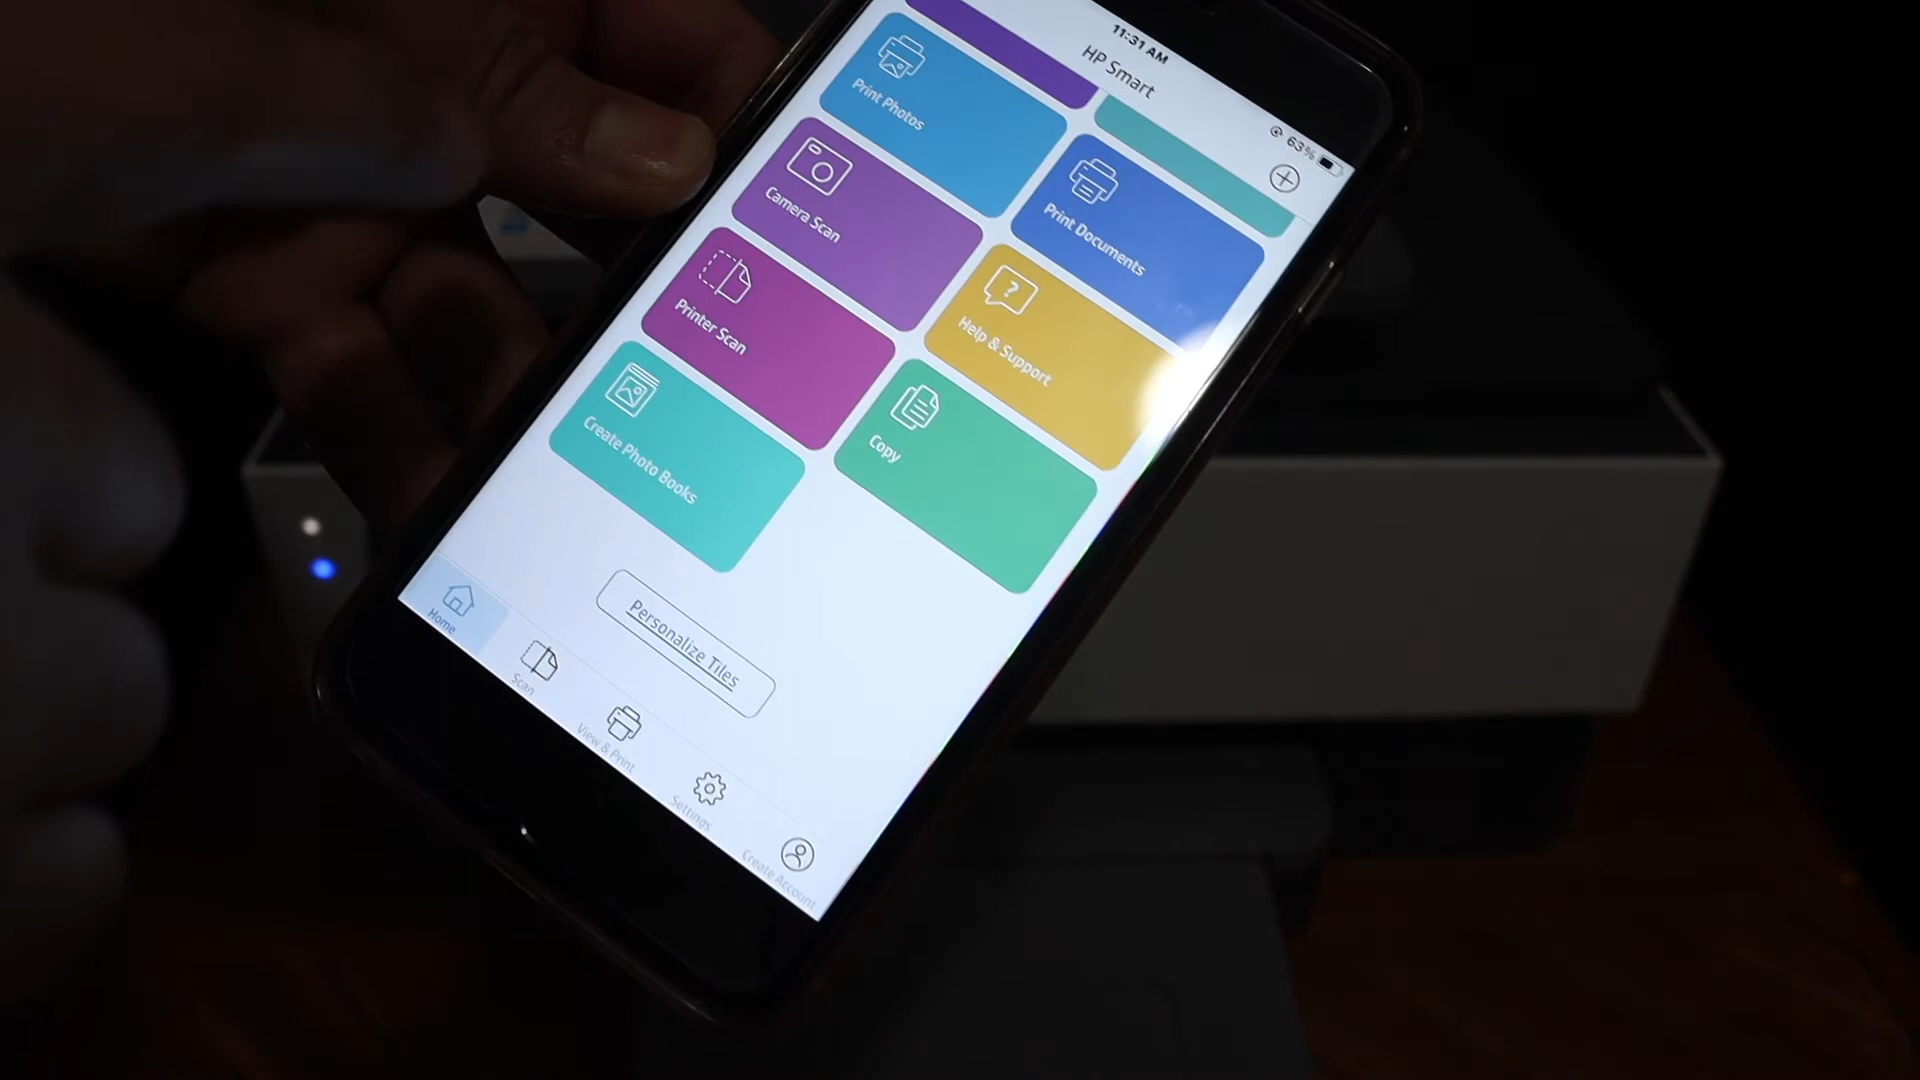 11:31 AM
HP Smart
63%
Print Photos
Print Documents
Camera Scan
Help & Support
Printer Scan
Copy
Create Photo Books
Personalize Tiles
Home
Scan
View & Print
Settings
Create Account